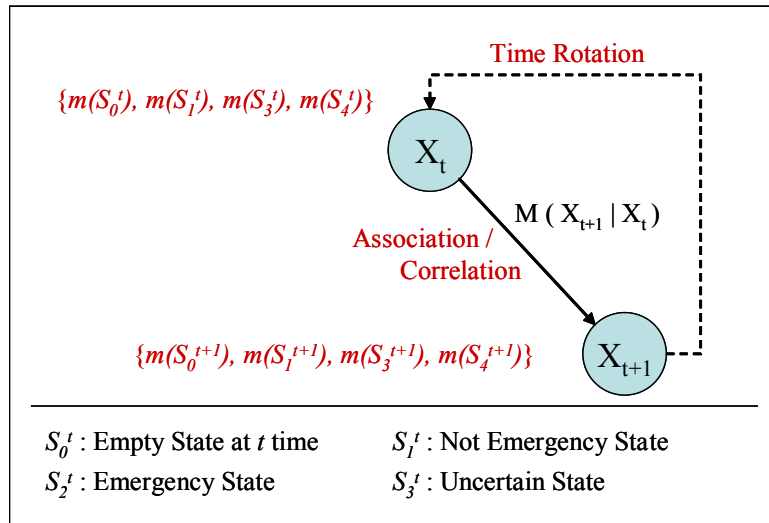 Time Rotation
{m(S₀ᵗ), m(S₁ᵗ), m(S₃ᵗ), m(S₄ᵗ)}
Xₜ
M ( Xₜ₊₁ | Xₜ )
Association /
Correlation
{m(S₀ᵗ⁺¹), m(S₁ᵗ⁺¹), m(S₃ᵗ⁺¹), m(S₄ᵗ⁺¹)}
Xₜ₊₁
S₀ᵗ : Empty State at t time
S₁ᵗ : Not Emergency State
S₂ᵗ : Emergency State
S₃ᵗ : Uncertain State